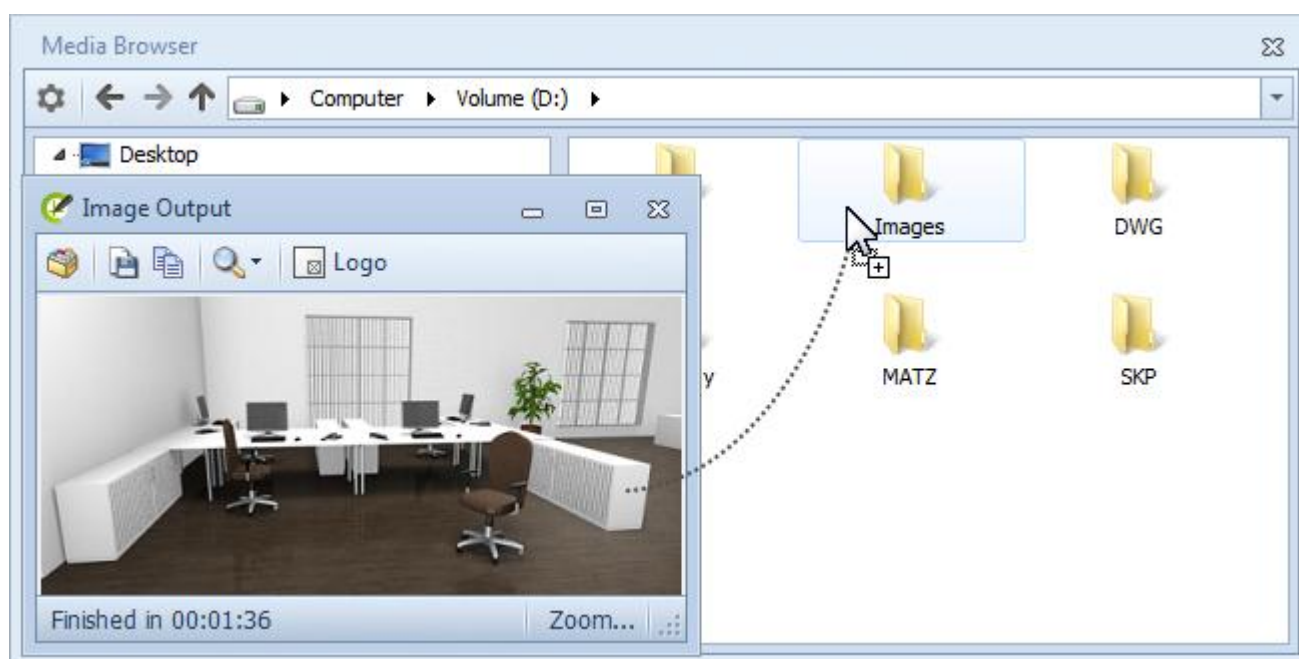 Media Browser
Computer Volume (D:)
Desktop
Image Output
Logo
Images
DWG
y
MATZ
SKP
Finished in 00:01:36
Zoom...